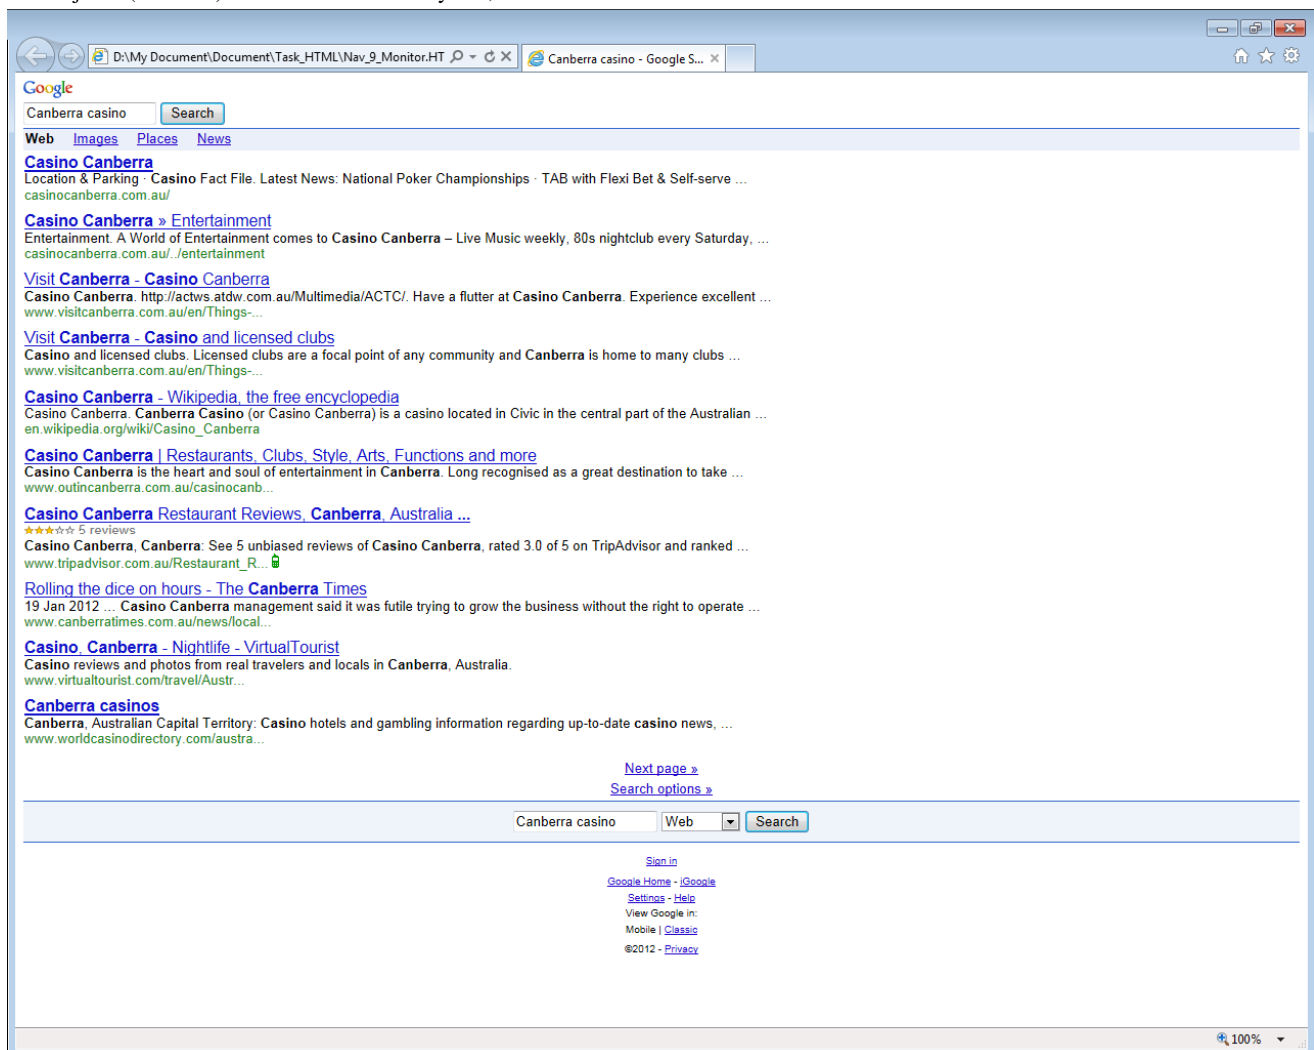 D:\My Document\Document\Task_HTML\Nav_9_Monitor.HT
Canberra casino - Google S...
Google
Canberra casino Search
Web Images Places News
Casino Canberra
Location & Parking · Casino Fact File. Latest News: National Poker Championships · TAB with Flexi Bet & Self-serve ...
casinocanberra.com.au/
Casino Canberra » Entertainment
Entertainment. A World of Entertainment comes to Casino Canberra – Live Music weekly, 80s nightclub every Saturday, ...
casinocanberra.com.au/../entertainment
Visit Canberra - Casino Canberra
Casino Canberra. http://actws.atdw.com.au/Multimedia/ACTC/. Have a flutter at Casino Canberra. Experience excellent ...
www.visitcanberra.com.au/en/Things-...
Visit Canberra - Casino and licensed clubs
Casino and licensed clubs. Licensed clubs are a focal point of any community and Canberra is home to many clubs ...
www.visitcanberra.com.au/en/Things-...
Casino Canberra - Wikipedia, the free encyclopedia
Casino Canberra. Canberra Casino (or Casino Canberra) is a casino located in Civic in the central part of the Australian ...
en.wikipedia.org/wiki/Casino_Canberra
Casino Canberra | Restaurants, Clubs, Style, Arts, Functions and more
Casino Canberra is the heart and soul of entertainment in Canberra. Long recognised as a great destination to take ...
www.outincanberra.com.au/casinocanb...
Casino Canberra Restaurant Reviews, Canberra, Australia ...
5 reviews
Casino Canberra, Canberra: See 5 unbiased reviews of Casino Canberra, rated 3.0 of 5 on TripAdvisor and ranked ...
www.tripadvisor.com.au/Restaurant_R...
Rolling the dice on hours - The Canberra Times
19 Jan 2012 ... Casino Canberra management said it was futile trying to grow the business without the right to operate ...
www.canberratimes.com.au/news/local...
Casino, Canberra - Nightlife - VirtualTourist
Casino reviews and photos from real travelers and locals in Canberra, Australia.
www.virtualtourist.com/travel/Austr...
Canberra casinos
Canberra, Australian Capital Territory: Casino hotels and gambling information regarding up-to-date casino news, ...
www.worldcasinodirectory.com/austra...
Next page »
Search options »
Canberra casino Web Search
Sign in
Google Home - iGoogle
Settings - Help
View Google in:
Mobile | Classic
©2012 - Privacy
100%